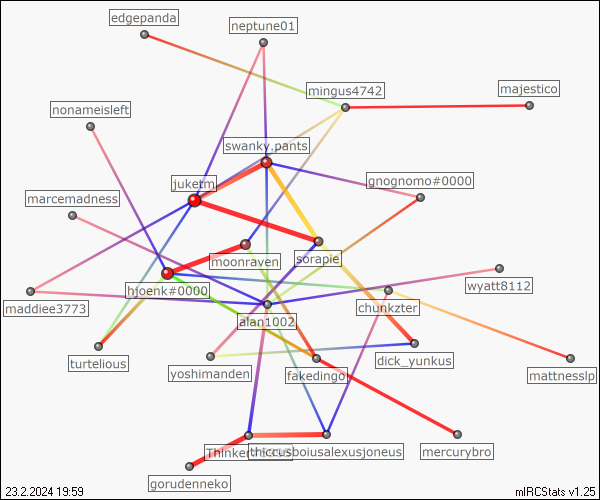 edgepanda
neptune01
mingus4742
majestico
nonameisleft
swanky.pants
juketm
gnognomo#0000
marcemadness
moonraven
sorapie
hjoenk#0000
wyatt8112
maddiee3773
chunkzter
alan1002
turtelious
dick_yunkus
yoshimanden
fakedingo
mattnesslp
thiccusboiusalexusjoneus
mercurybro
gorudenneko
23.2.2024 19:59
mIRCStats v1.25